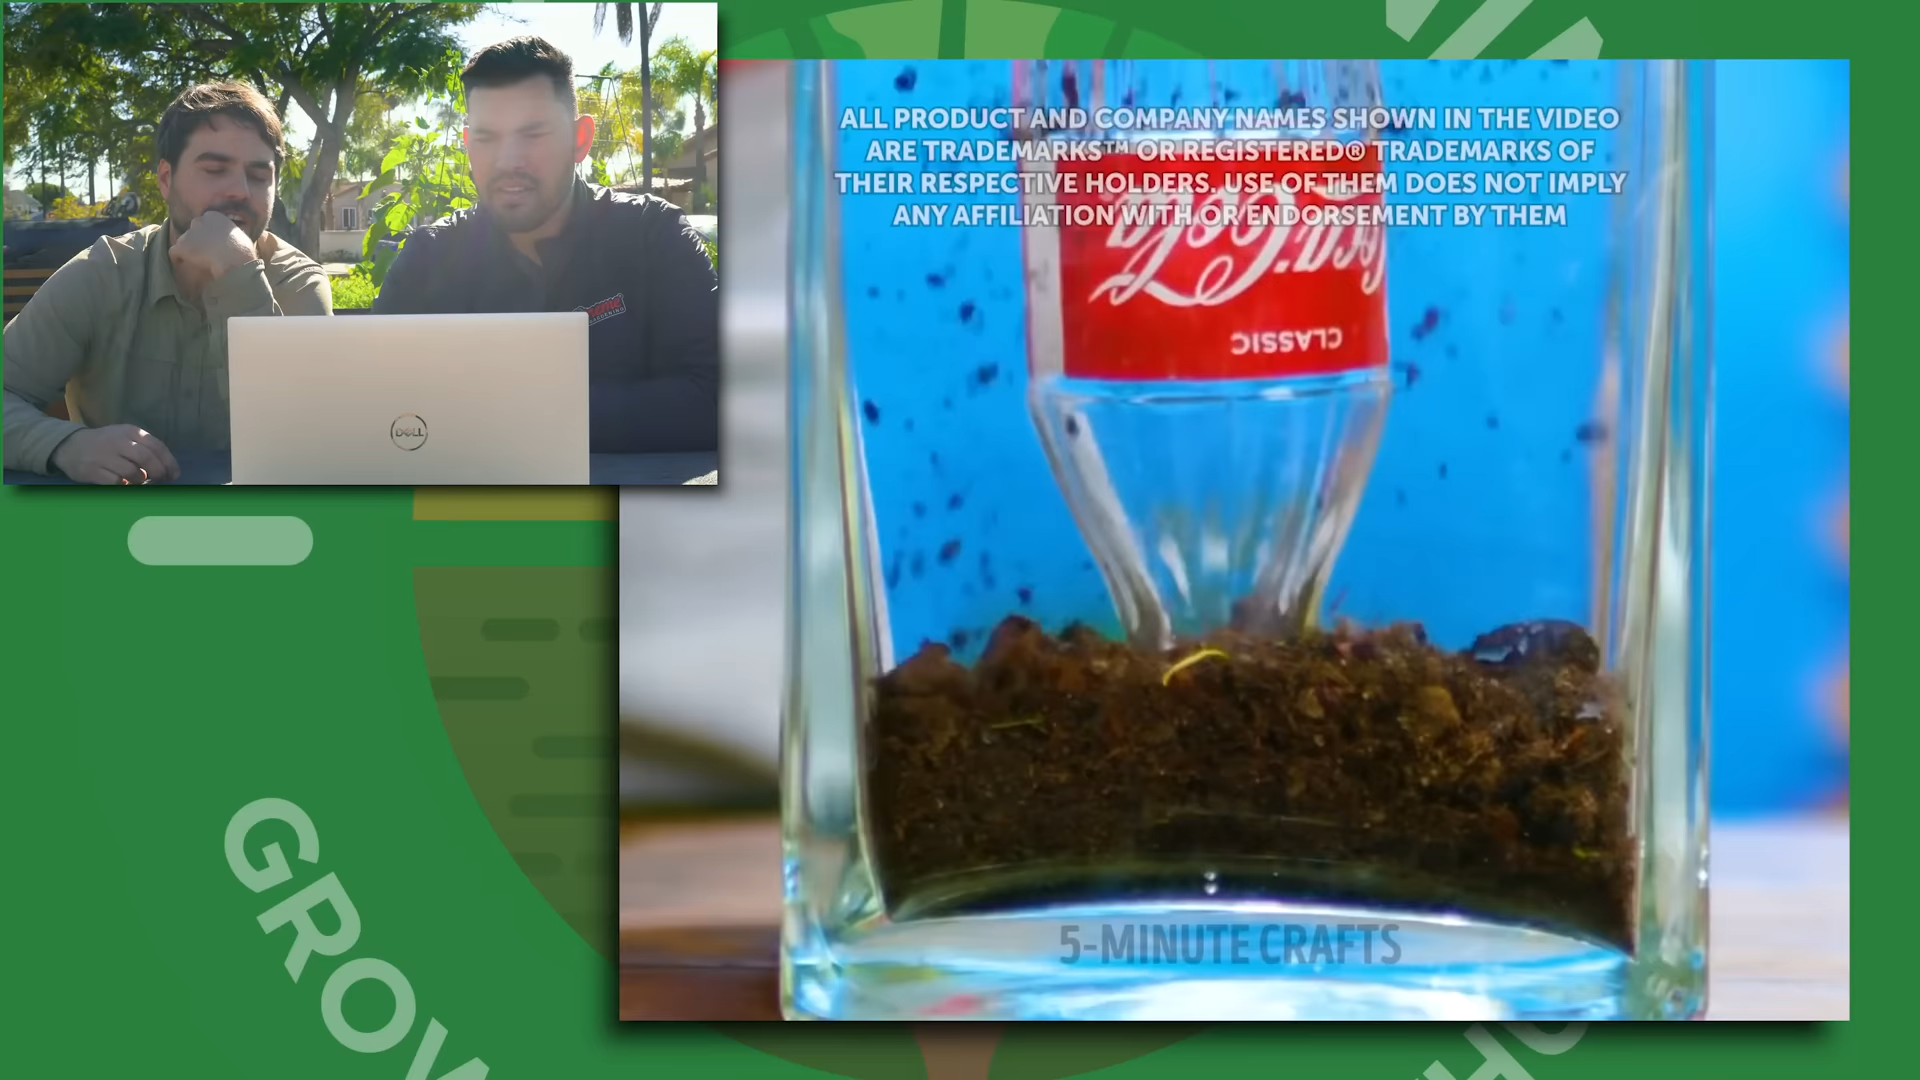 ALL PRODUCT AND COMPANY NAMES SHOWN IN THE VIDEO
ARE TRADEMARKS™ OR REGISTERED® TRADEMARKS OF
THEIR RESPECTIVE HOLDERS. USE OF THEM DOES NOT IMPLY
ANY AFFILIATION WITH OR ENDORSEMENT BY THEM
Coca-Cola
CLASSIC
DELL
5-MINUTE CRAFTS
GROW